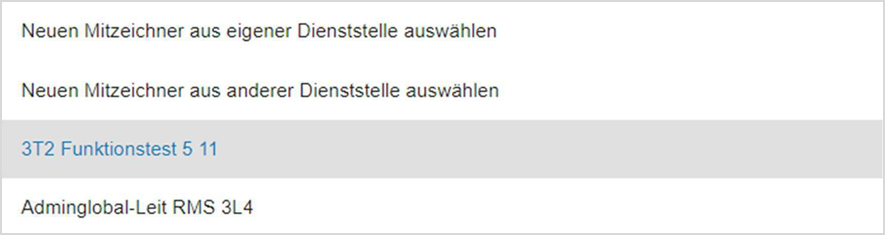 Neuen Mitzeichner aus eigener Dienststelle auswählen
Neuen Mitzeichner aus anderer Dienststelle auswählen
3T2 Funktionstest 5 11
Adminglobal-Leit RMS 3L4